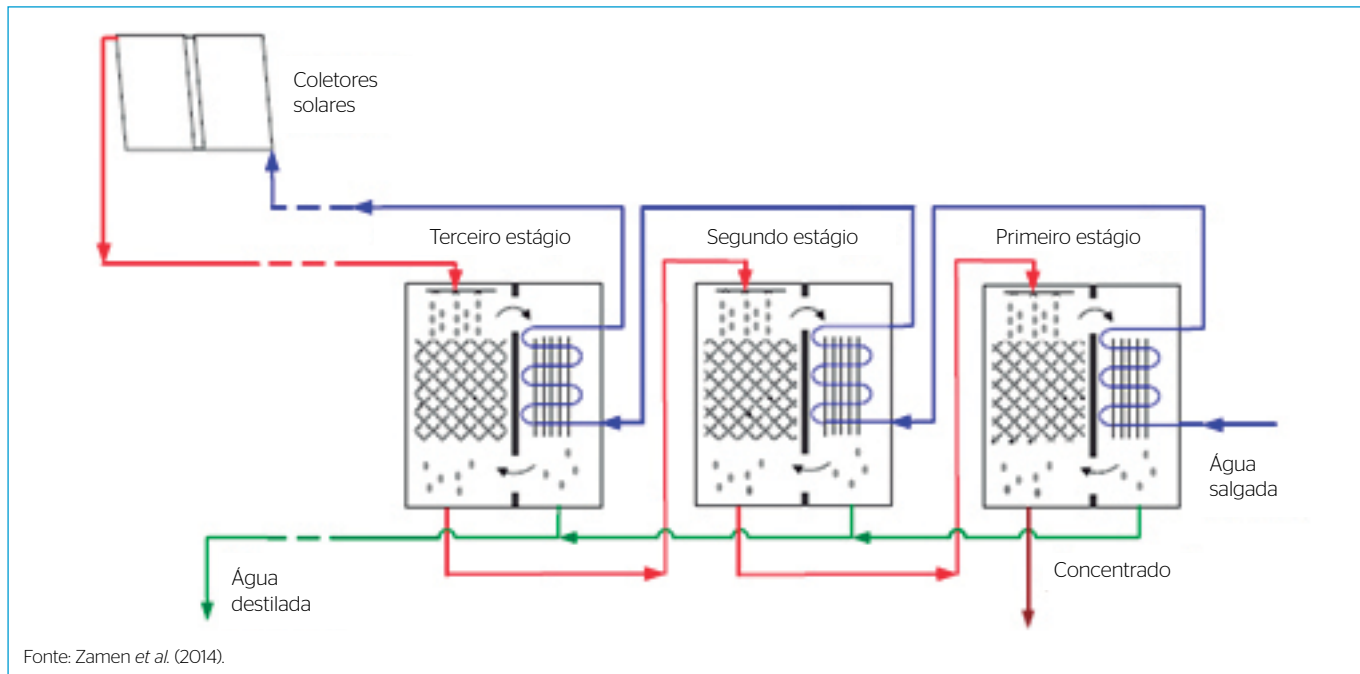 Coletores
solares
Terceiro estágio
Segundo estágio
Primeiro estágio
Água
salgada
Água
destilada
Concentrado
Fonte: Zamen et al. (2014).